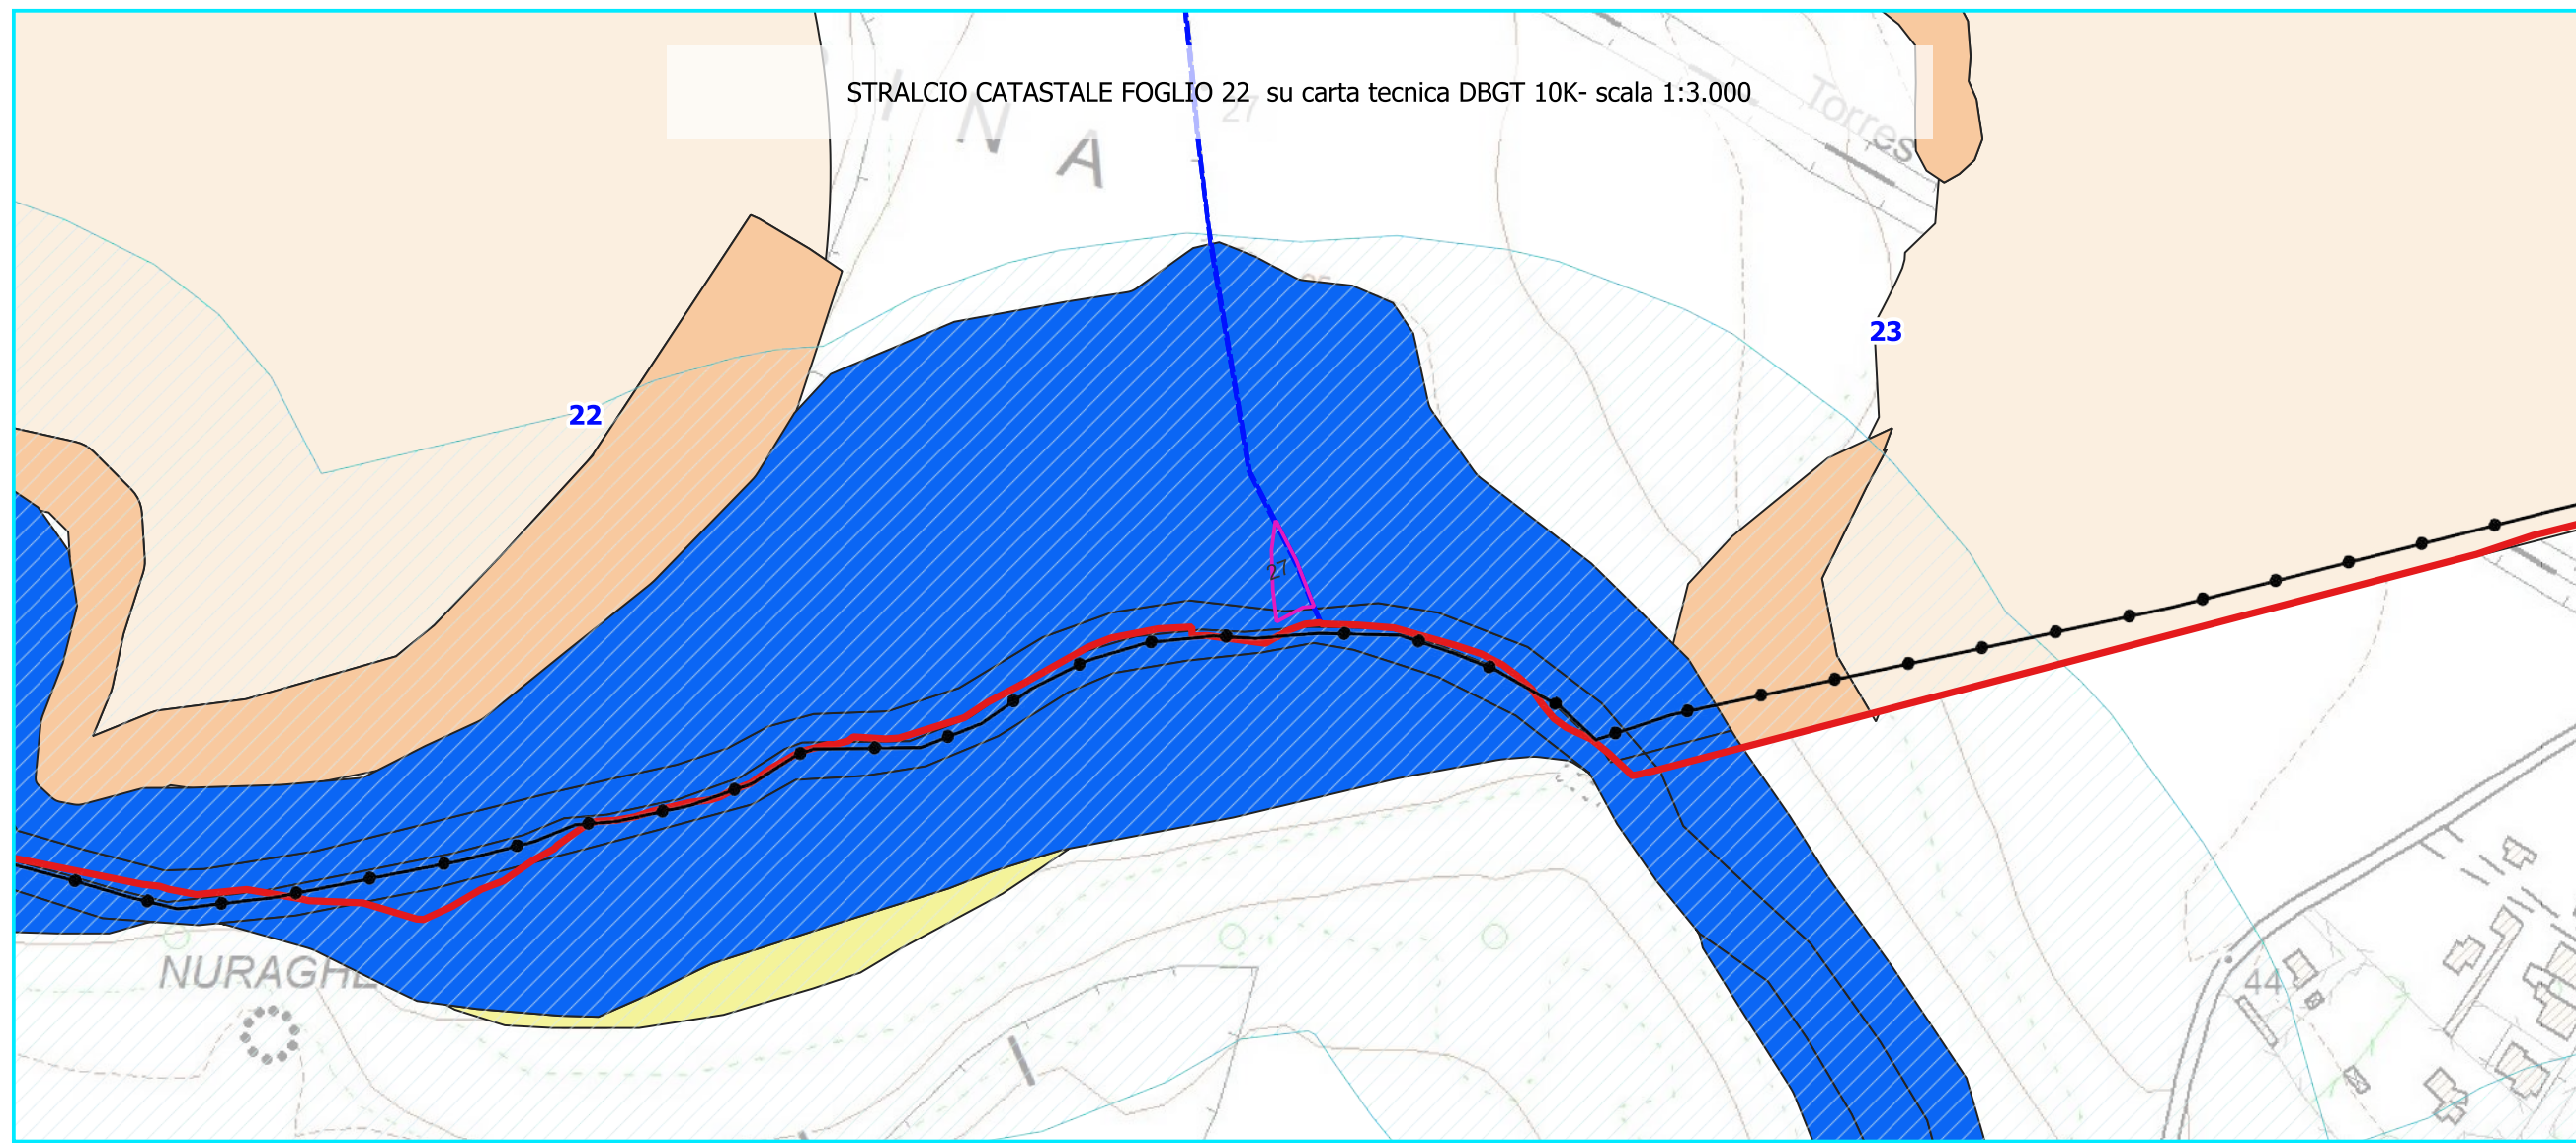 STRALCIO CATASTALE FOGLIO 22  su carta tecnica DBGT 10K- scala 1:3.000
I N A
27
Torres
23
22
27
NURAGHE
44